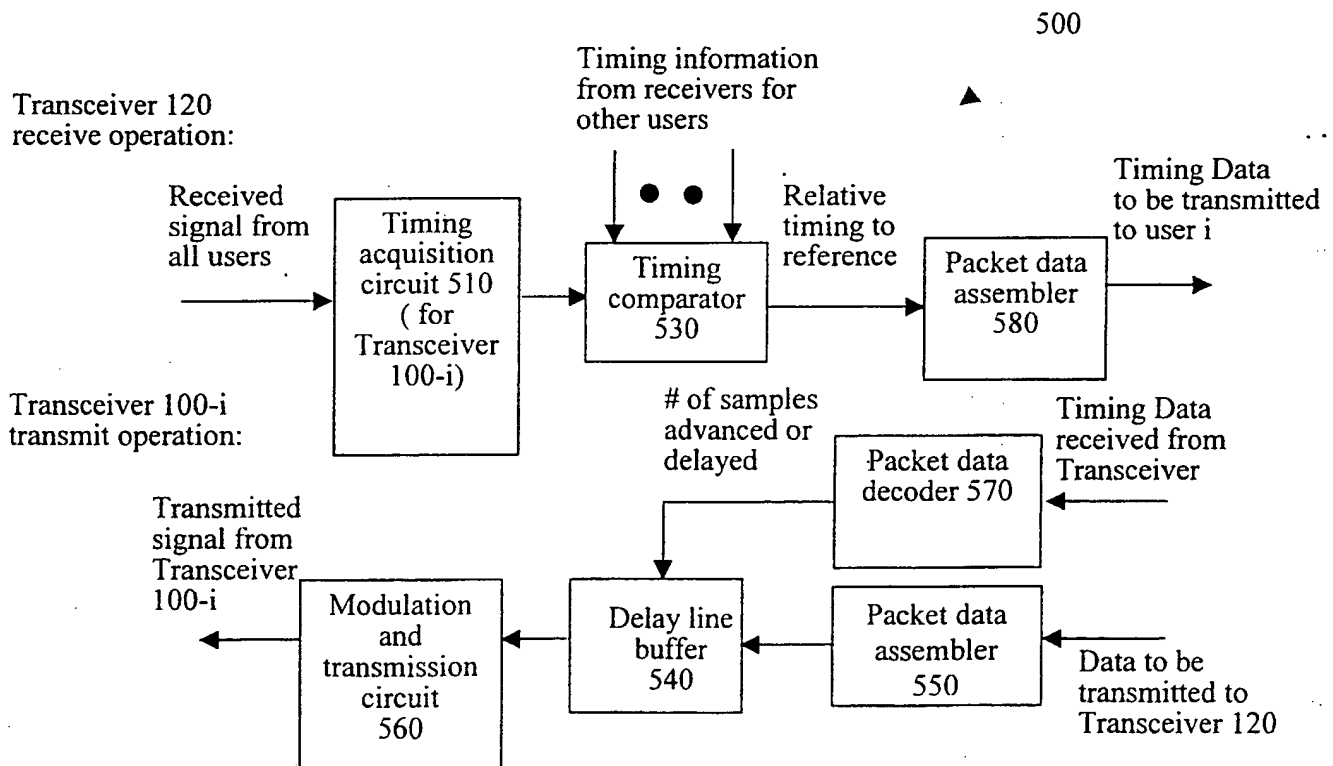 500
Timing information
from receivers for
other users
Transceiver 120
receive operation:
Received
signal from
all users
Timing
acquisition
circuit 510
( for
Transceiver
100-i)
Timing
comparator
530
Relative
timing to
reference
Packet data
assembler
580
Timing Data
to be transmitted
to user i
Transceiver 100-i
transmit operation:
# of samples
advanced or
delayed
Packet data
decoder 570
Timing Data
received from
Transceiver
Transmitted
signal from
Transceiver
100-i
Modulation
and
transmission
circuit
560
Delay line
buffer
540
Packet data
assembler
550
Data to be
transmitted to
Transceiver 120